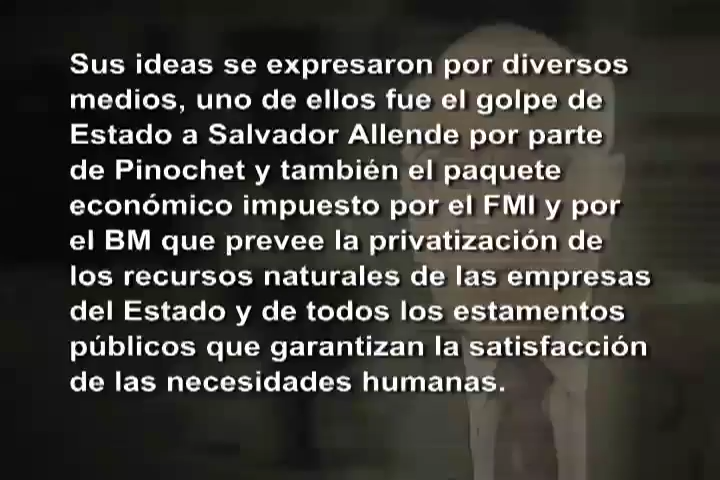 Sus ideas se expresaron por diversos
medios, uno de ellos fue el golpe de
Estado a Salvador Allende por parte
de Pinochet y también el paquete
económico impuesto por el FMI y por
el BM que prevee la privatización de
los recursos naturales de las empresas
del Estado y de todos los estamentos
públicos que garantizan la satisfacción
de las necesidades humanas.